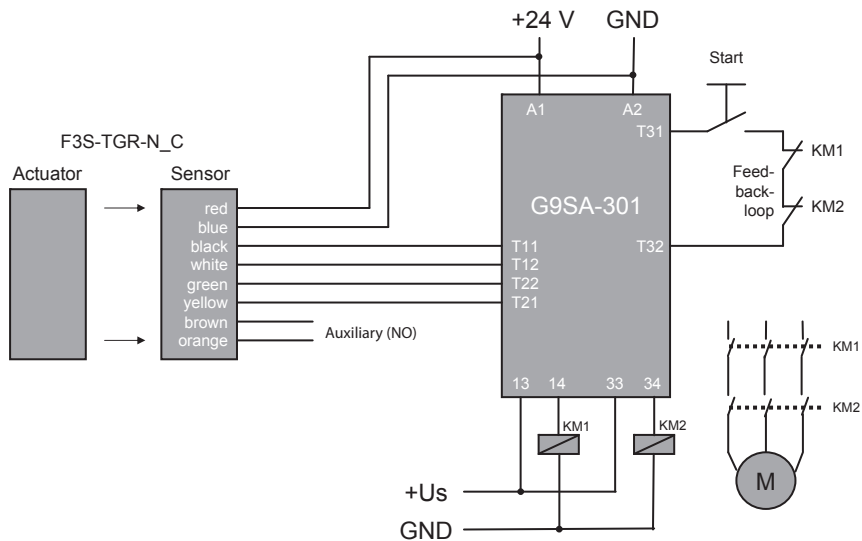 +24 V
GND
Start
A1
A2
T31
F3S-TGR-N_C
Actuator
Sensor
KM1
Feed-
back-
loop
KM2
red
blue
black
white
green
yellow
brown
orange
G9SA-301
T11
T12
T22
T21
T32
Auxiliary (NO)
13
14
33
34
KM1
KM2
KM1
KM2
M
+Us
GND